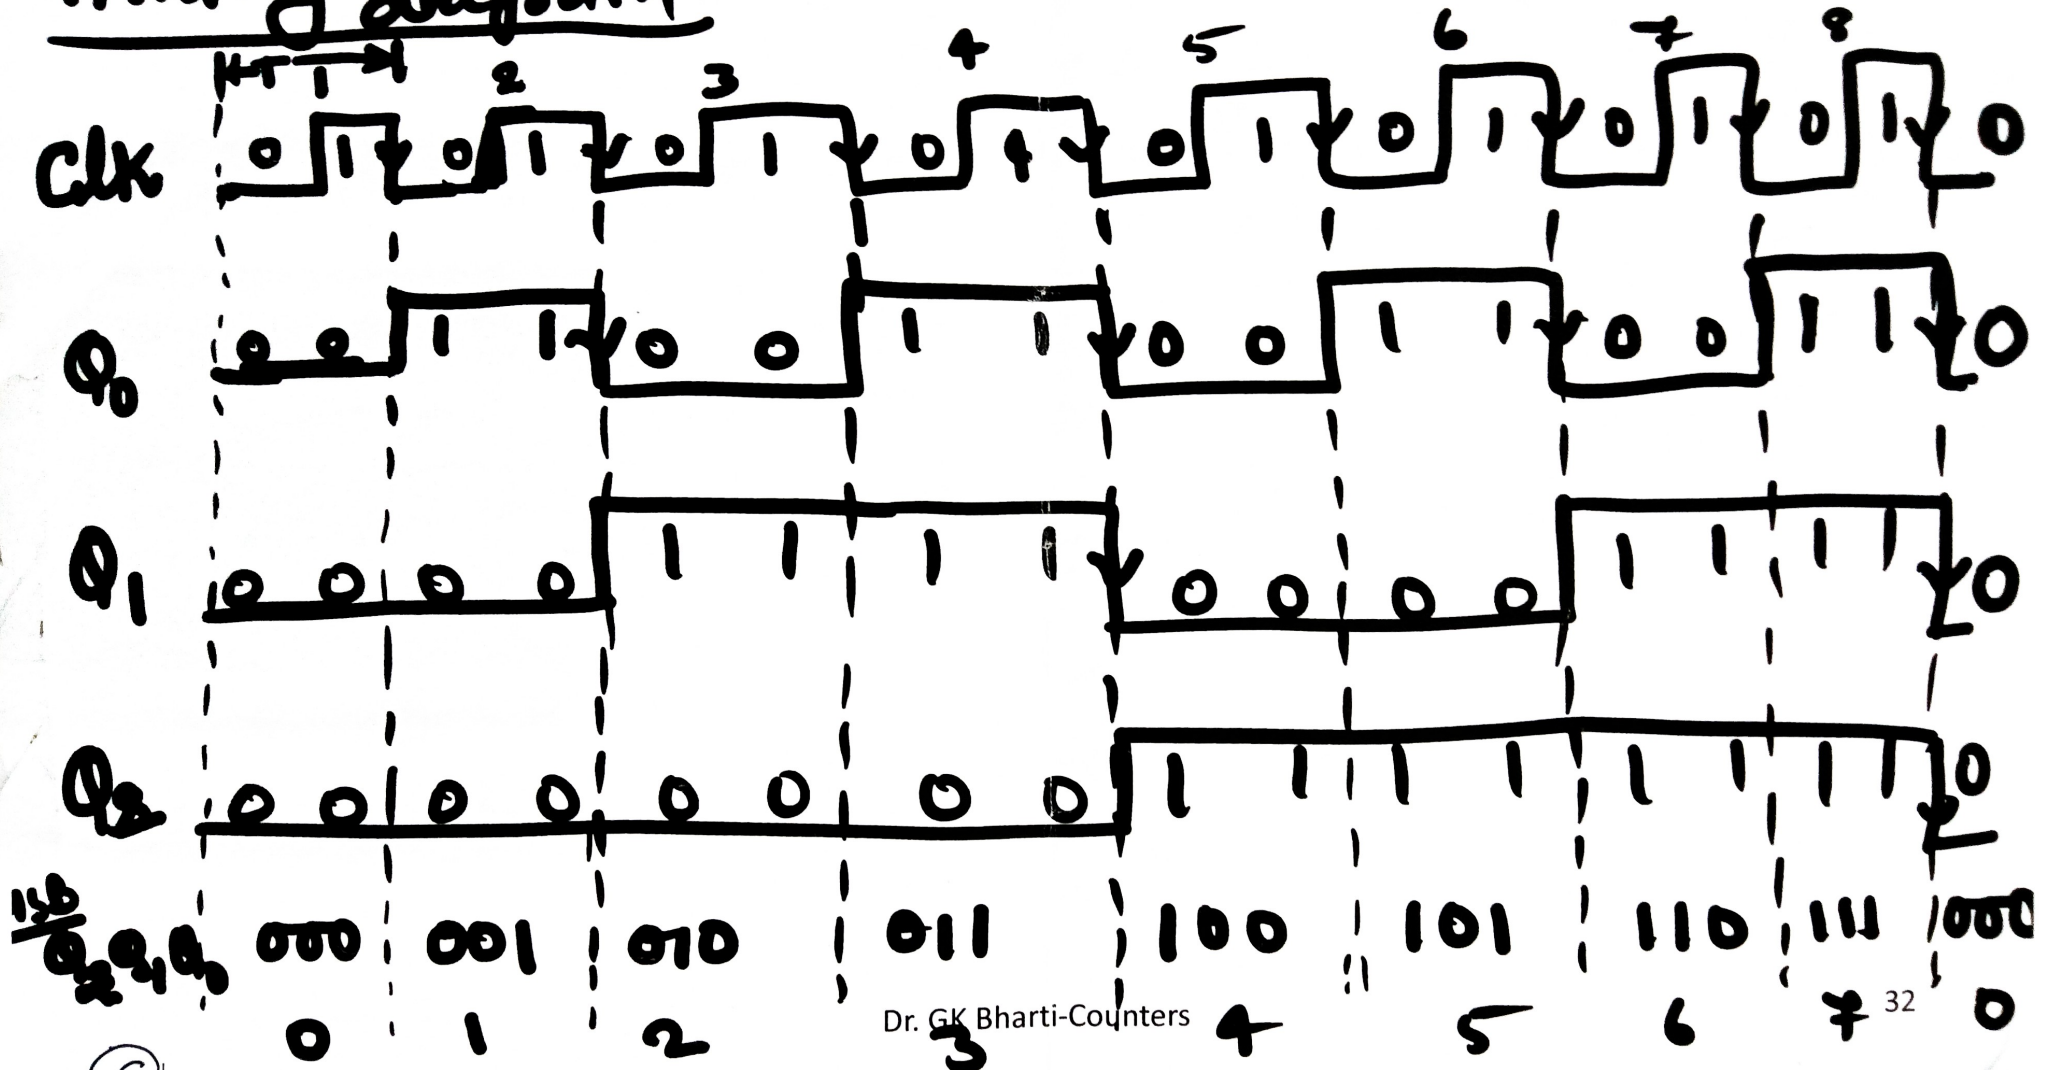 Timing diagram
T
1 2 3 4 5 6 7 8
Clk 0 1 0 1 0 1 0 1 0 1 0 1 0 1 0 1 0
Q0 0 0 1 1 0 0 1 1 0 0 1 1 0 0 1 1 0
Q1 0 0 0 0 1 1 1 1 0 0 0 0 1 1 1 1 0
Q2 0 0 0 0 0 0 0 0 1 1 1 1 1 1 1 1 0
Q2 Q1 Q0 000 001 010 011 100 101 110 111 000
0 1 2 3 4 5 6 7 0
Dr. GK Bharti-Counters
32